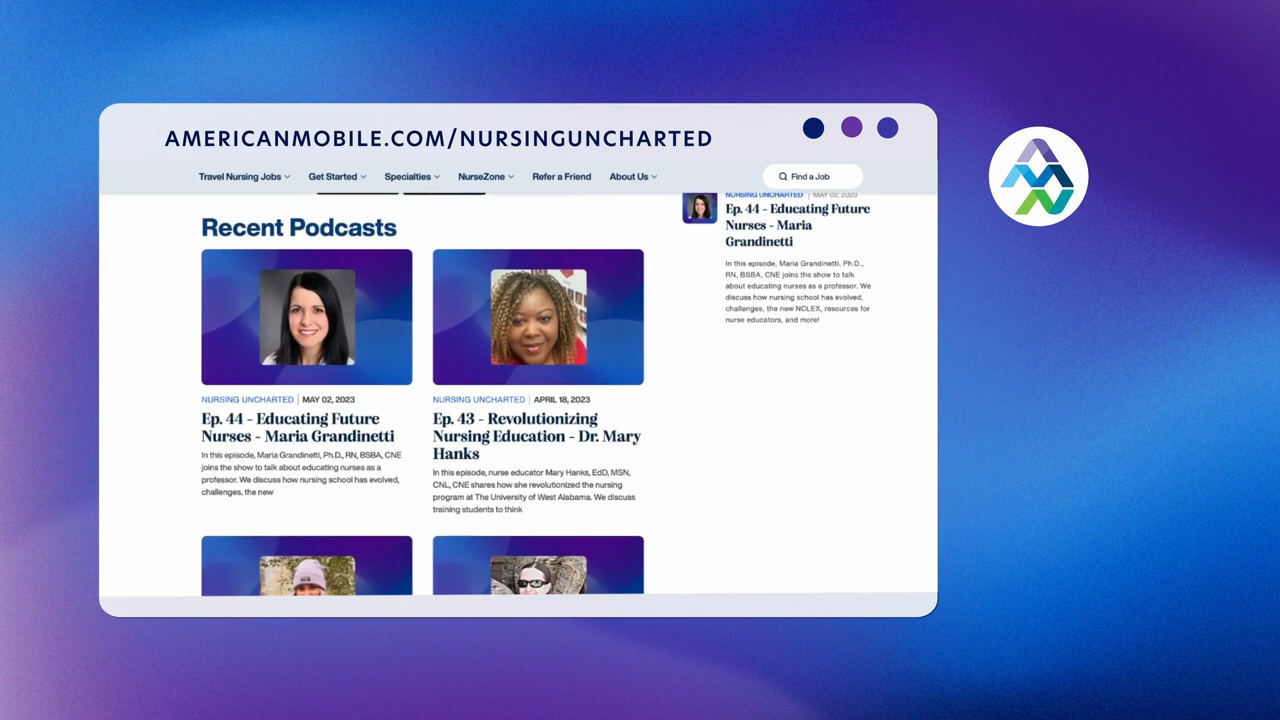 AMERICANMOBILE.COM/NURSINGUNCHARTED
Travel Nursing Jobs Get Started Specialties NurseZone Refer a Friend About Us Find a Job
Recent Podcasts
NURSING UNCHARTED | MAY 02, 2023
Ep. 44 - Educating Future
Nurses - Maria Grandinetti
In this episode, Maria Grandinetti, Ph.D., RN, BSBA, CNE
joins the show to talk about educating nurses as a
professor. We discuss how nursing school has evolved,
challenges, the new
NURSING UNCHARTED | APRIL 18, 2023
Ep. 43 - Revolutionizing
Nursing Education - Dr. Mary
Hanks
In this episode, nurse educator Mary Hanks, EdD, MSN,
CNL, CNE shares how she revolutionized the nursing
program at The University of West Alabama. We discuss
training students to think
NURSING UNCHARTED | MAY 02, 2023
Ep. 44 - Educating Future
Nurses - Maria
Grandinetti
In this episode, Maria Grandinetti, Ph.D.,
RN, BSBA, CNE joins the show to talk
about educating nurses as a professor. We
discuss how nursing school has evolved,
challenges, the new NCLEX, resources for
nurse educators, and more!
AMN